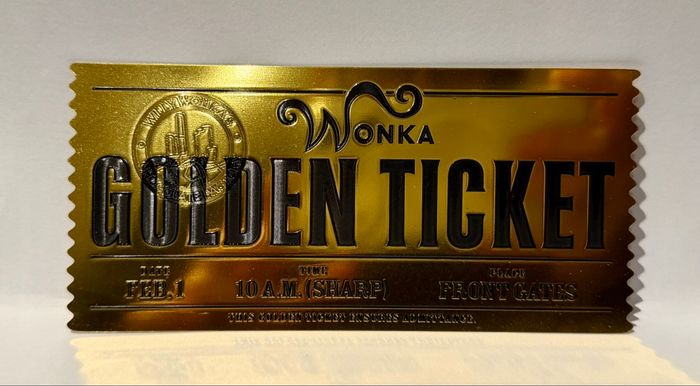 WONKA
GOLDEN TICKET
DATE TIME PLACE
FEB, 1 10 A.M. (SHARP) FRONT GATES
THIS GOLDEN TICKET ENSURES ADMITTANCE.